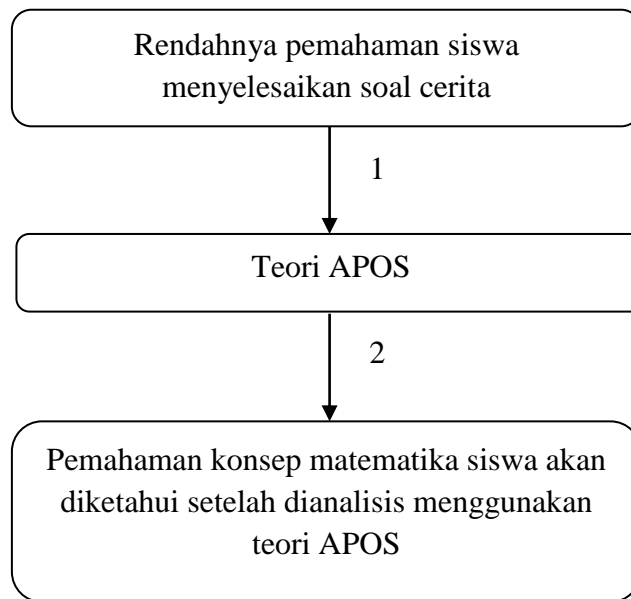 Rendahnya pemahaman siswa
menyelesaikan soal cerita
1
Teori APOS
2
Pemahaman konsep matematika siswa akan
diketahui setelah dianalisis menggunakan
teori APOS